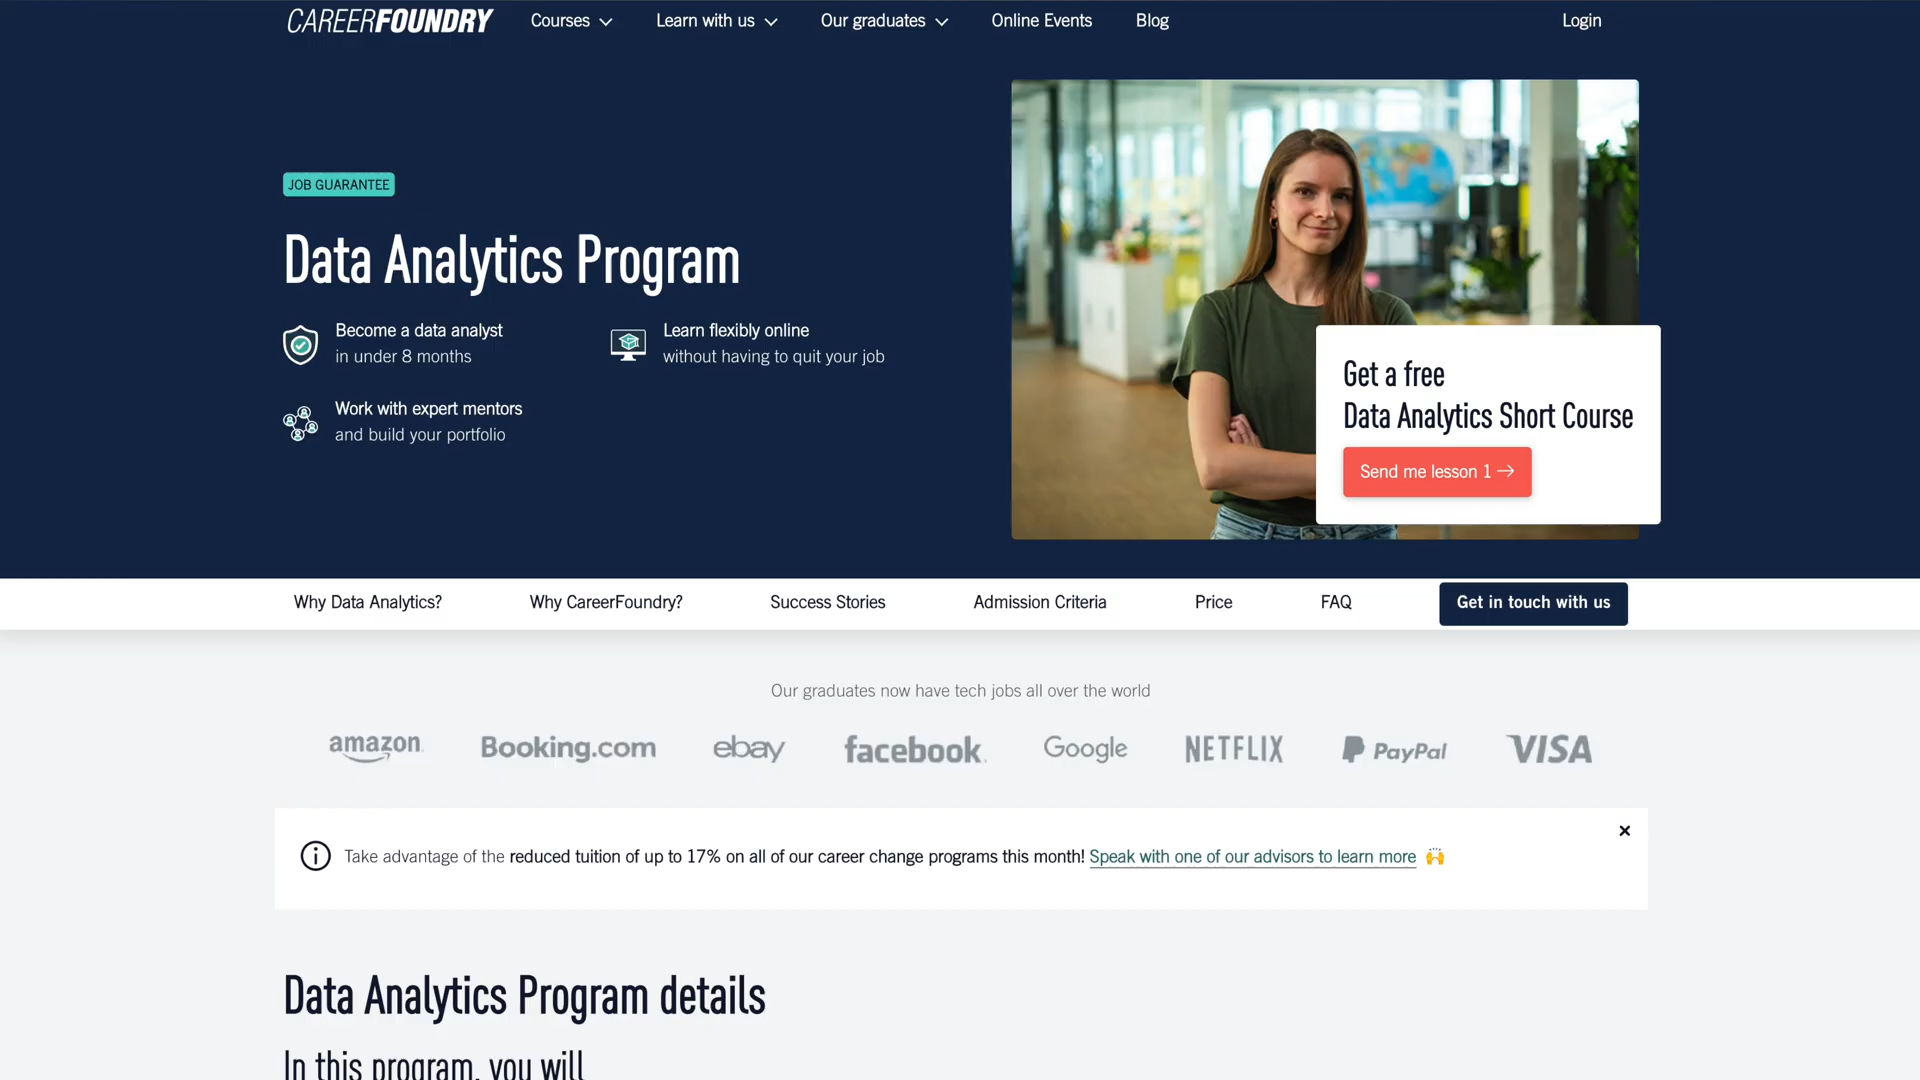 CAREERFOUNDRY
Courses
Learn with us
Our graduates
Online Events
Blog
Login
JOB GUARANTEE
Data Analytics Program
Become a data analyst
in under 8 months
Learn flexibly online
without having to quit your job
Work with expert mentors
and build your portfolio
Get a free
Data Analytics Short Course
Send me lesson 1 →
Why Data Analytics?
Why CareerFoundry?
Success Stories
Admission Criteria
Price
FAQ
Get in touch with us
Our graduates now have tech jobs all over the world
amazon
Booking.com
ebay
facebook
Google
NETFLIX
PayPal
VISA
Take advantage of the reduced tuition of up to 17% on all of our career change programs this month! Speak with one of our advisors to learn more 🙌
Data Analytics Program details
In this program, you will